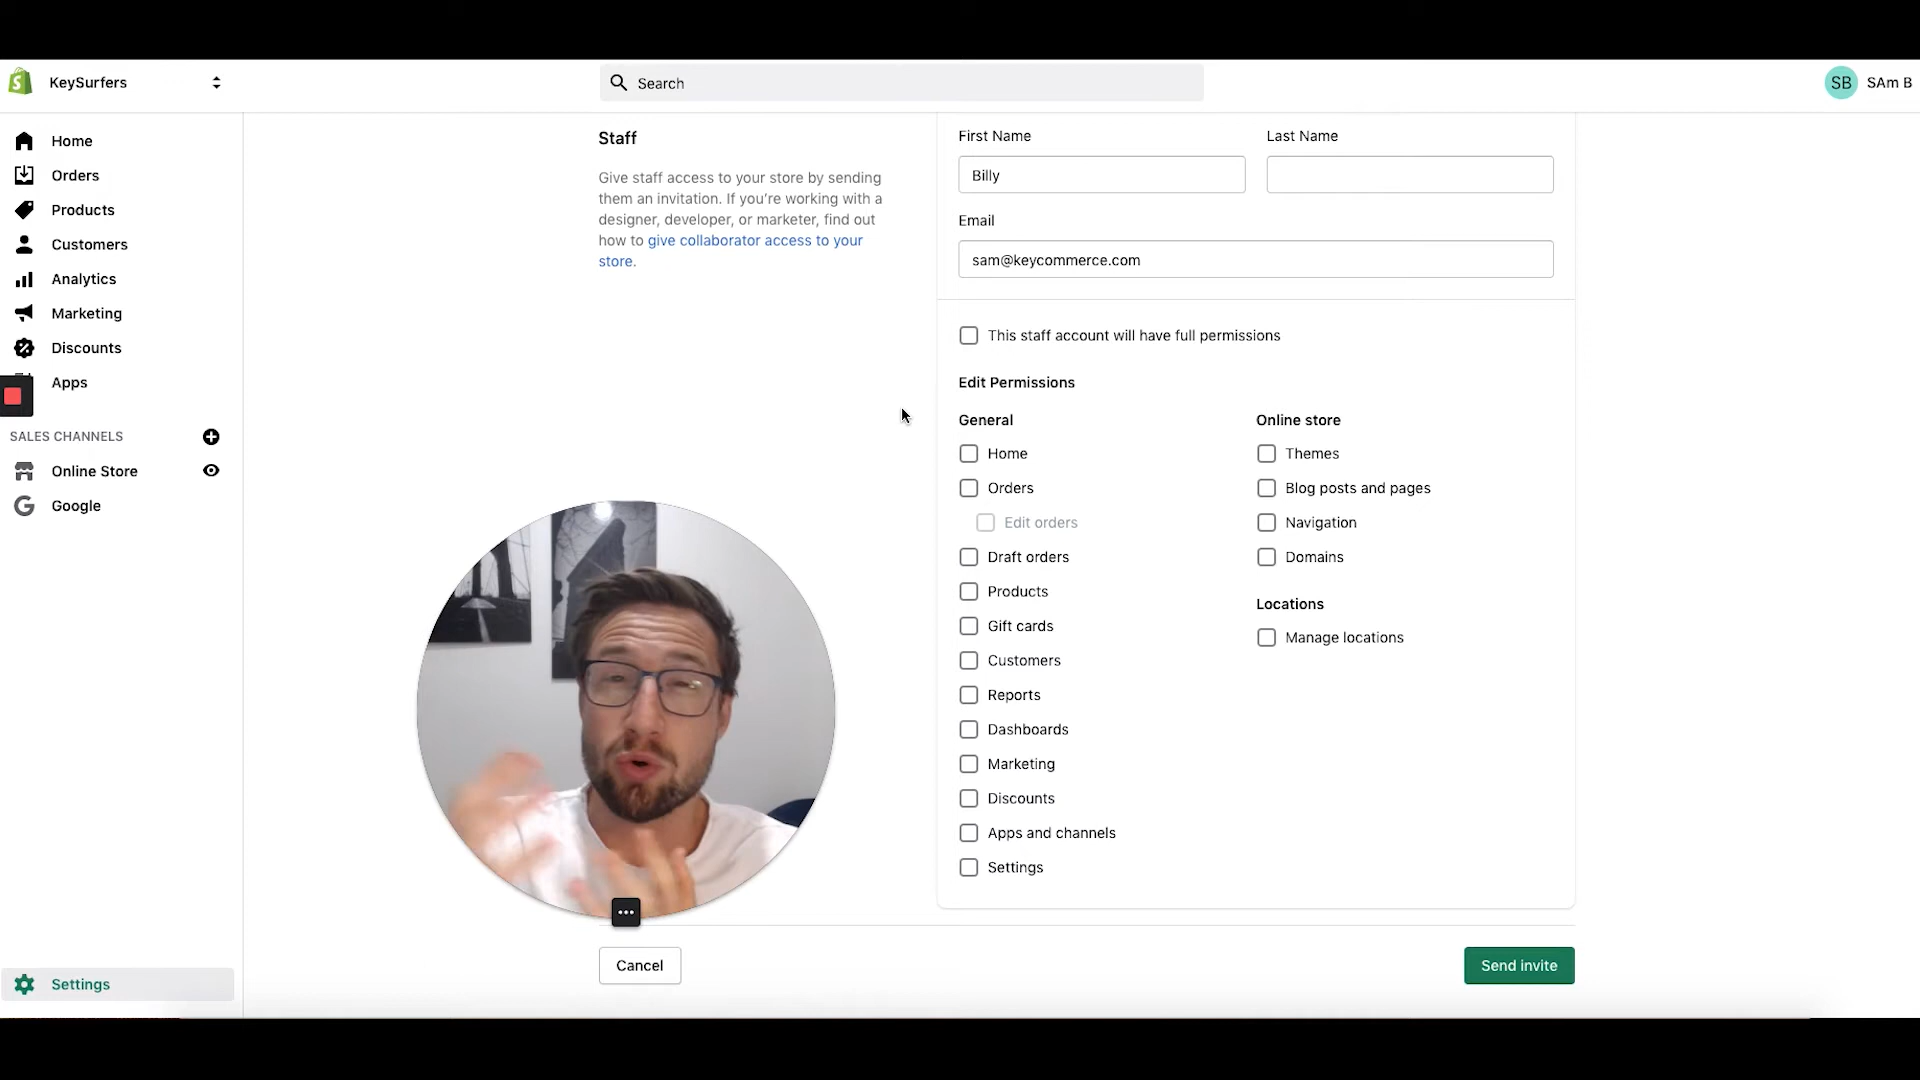 KeySurfers
Search
SB SAm B
Home
Orders
Products
Customers
Analytics
Marketing
Discounts
Apps
SALES CHANNELS
Online Store
Google
Settings
Staff
Give staff access to your store by sending
them an invitation. If you're working with a
designer, developer, or marketer, find out
how to give collaborator access to your
store.
First Name
Last Name
Billy
Email
sam@keycommerce.com
This staff account will have full permissions
Edit Permissions
General
Home
Orders
Edit orders
Draft orders
Products
Gift cards
Customers
Reports
Dashboards
Marketing
Discounts
Apps and channels
Settings
Online store
Themes
Blog posts and pages
Navigation
Domains
Locations
Manage locations
Cancel
Send invite